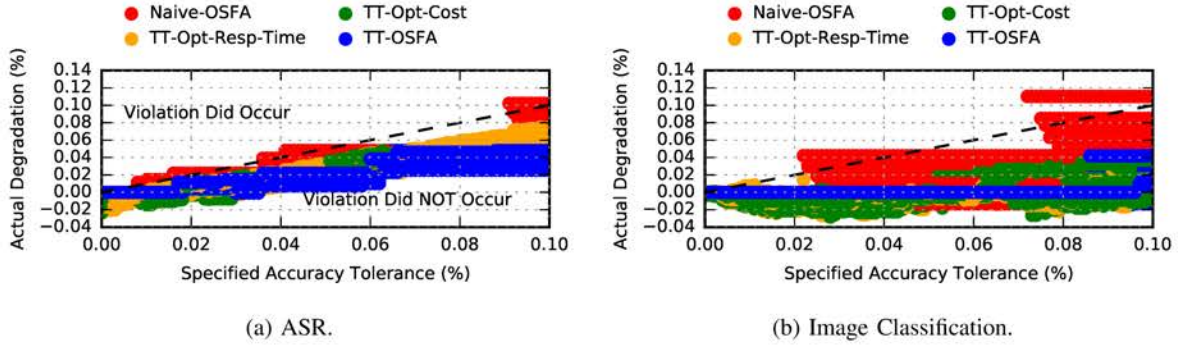 Naive-OSFA
TT-Opt-Cost
TT-Opt-Resp-Time
TT-OSFA
Actual Degradation (%)
0.14
0.12
0.10
0.08
0.06
0.04
0.02
0.00
−0.02
−0.04
Violation Did Occur
Violation Did NOT Occur
0.00 0.02 0.04 0.06 0.08 0.10
Specified Accuracy Tolerance (%)
(a) ASR.
Naive-OSFA
TT-Opt-Cost
TT-Opt-Resp-Time
TT-OSFA
Actual Degradation (%)
0.14
0.12
0.10
0.08
0.06
0.04
0.02
0.00
−0.02
−0.04
0.00 0.02 0.04 0.06 0.08 0.10
Specified Accuracy Tolerance (%)
(b) Image Classification.